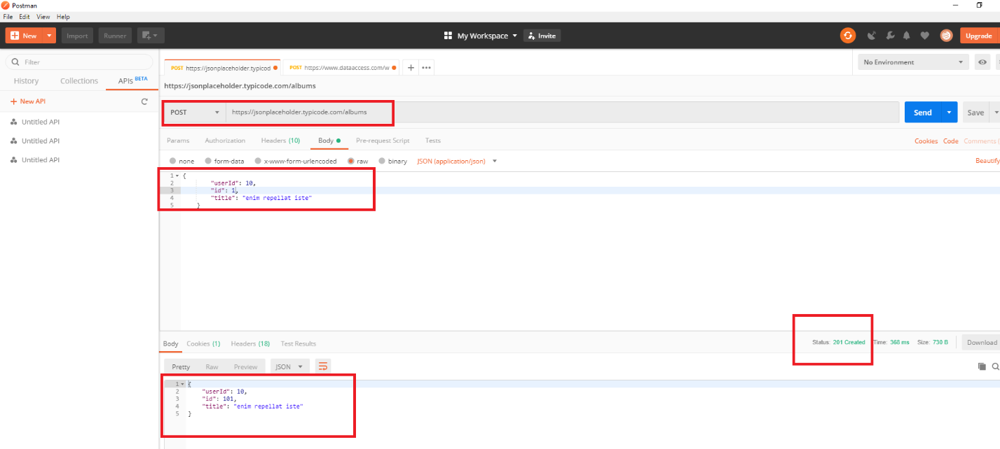 Postman
File Edit View Help
New Import Runner My Workspace Invite Upgrade
Filter
History Collections APIs BETA
New API
Untitled API
Untitled API
Untitled API
POST https://jsonplaceholder.typicod POST https://www.dataaccess.com/w + ••• No Environment
https://jsonplaceholder.typicode.com/albums
POST https://jsonplaceholder.typicode.com/albums Send Save
Params Authorization Headers (10) Body Pre-request Script Tests Cookies Code Comments (
none form-data x-www-form-urlencoded raw binary JSON (application/json) Beautify
1 {
2 "userId": 10,
3 "id": 1,
4 "title": "enim repellat iste"
5 }
Body Cookies (1) Headers (18) Test Results Status: 201 Created Time: 368 ms Size: 730 B Download
Pretty Raw Preview JSON
1 {
2 "userId": 10,
3 "id": 101,
4 "title": "enim repellat iste"
5 }